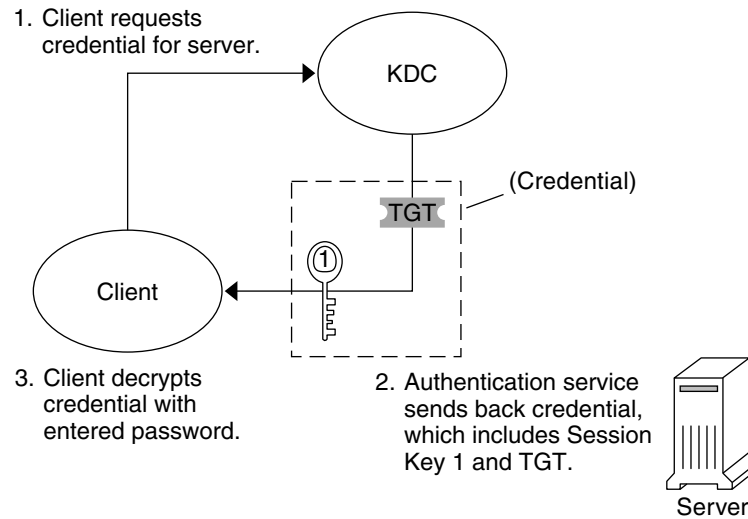 1. Client requests
credential for server.
KDC
(Credential)
TGT
1
Client
3. Client decrypts
credential with
entered password.
2. Authentication service
sends back credential,
which includes Session
Key 1 and TGT.
Server